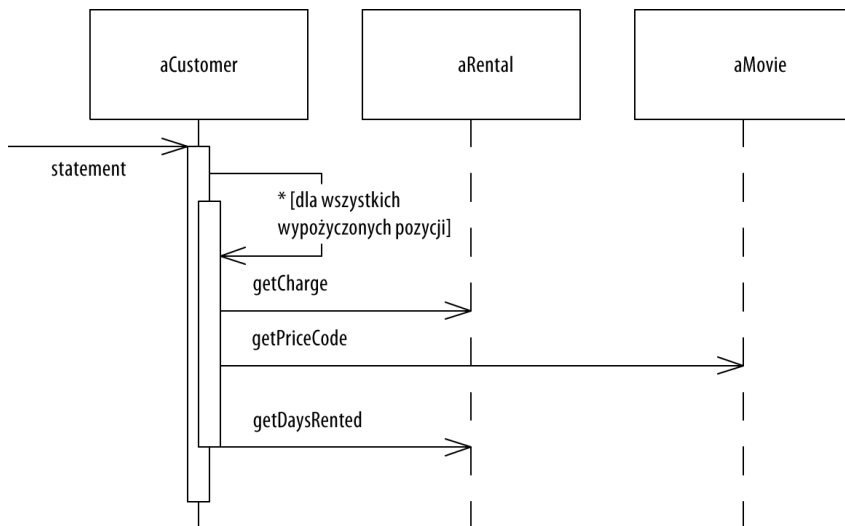 aCustomer
aRental
aMovie
statement
* [dla wszystkich
wypożyczonych pozycji]
getCharge
getPriceCode
getDaysRented